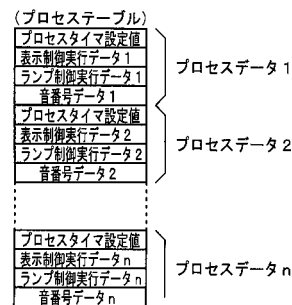 (プロセステーブル)
プロセスタイマ設定値
表示制御実行データ1
ランプ制御実行データ1
音番号データ1
プロセスデータ1
プロセスタイマ設定値
表示制御実行データ2
ランプ制御実行データ2
音番号データ2
プロセスデータ2
プロセスタイマ設定値
表示制御実行データn
ランプ制御実行データn
音番号データn
プロセスデータn